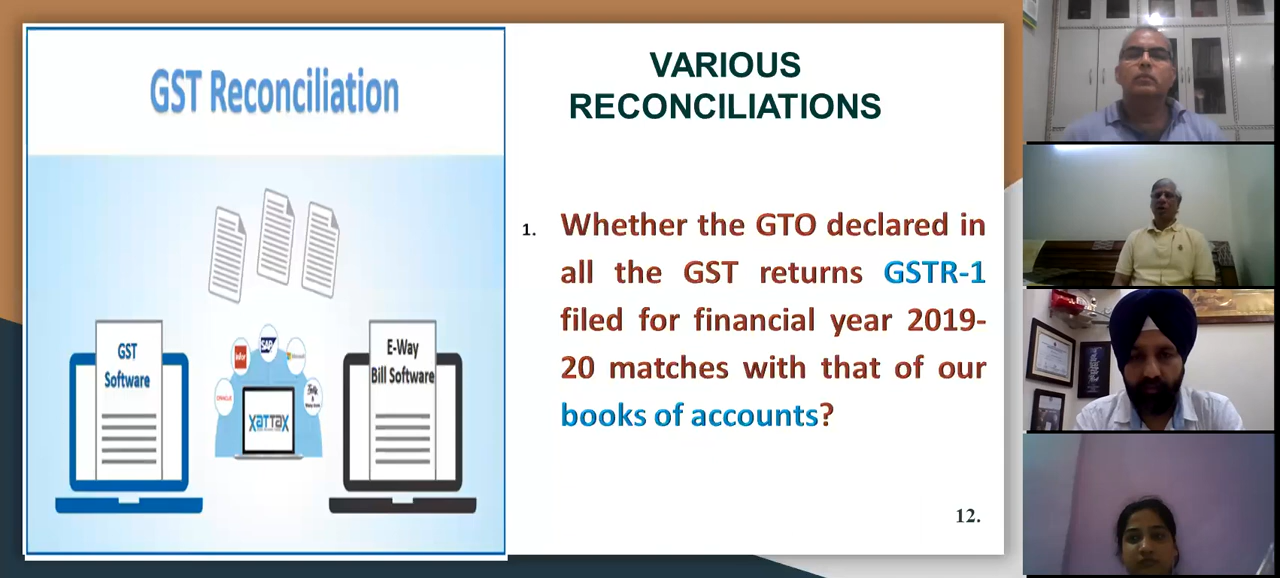 GST Reconciliation
GST
Software
E-Way
Bill Software
ORACLE
infor
SAP
Microsoft
XATTAX
VARIOUS
RECONCILIATIONS
1. Whether the GTO declared in
all the GST returns GSTR-1
filed for financial year 2019-
20 matches with that of our
books of accounts?
12.